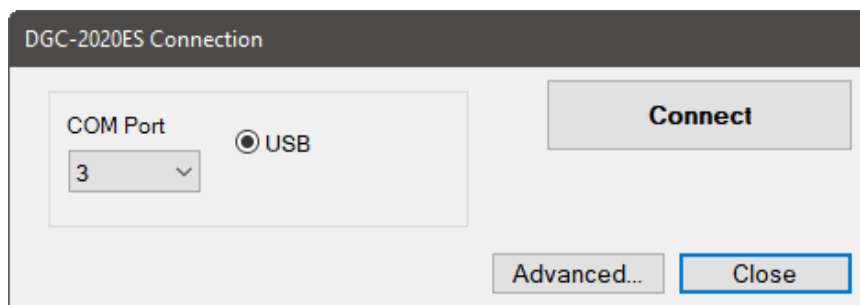 DGC-2020ES Connection
COM Port
3
USB
Connect
Advanced...
Close